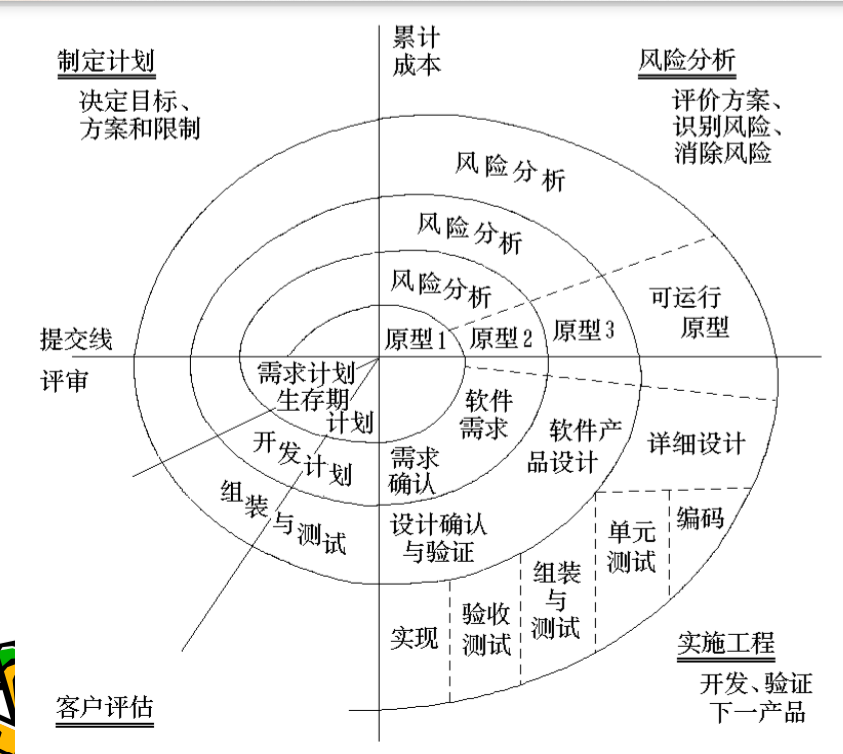 制定计划
决定目标、
方案和限制
累计
成本
风险分析
评价方案、
识别风险、
消除风险
风险分析
风险分析
风险分析
可运行
原型
原型1
原型2
原型3
提交线
评审
需求计划
生存期
计划
开发计划
组装与测试
软件
需求
需求
确认
软件产
品设计
详细设计
设计确认
与验证
编码
单元
测试
组装
与
测试
验收
测试
实现
实施工程
开发、验证
下一产品
客户评估